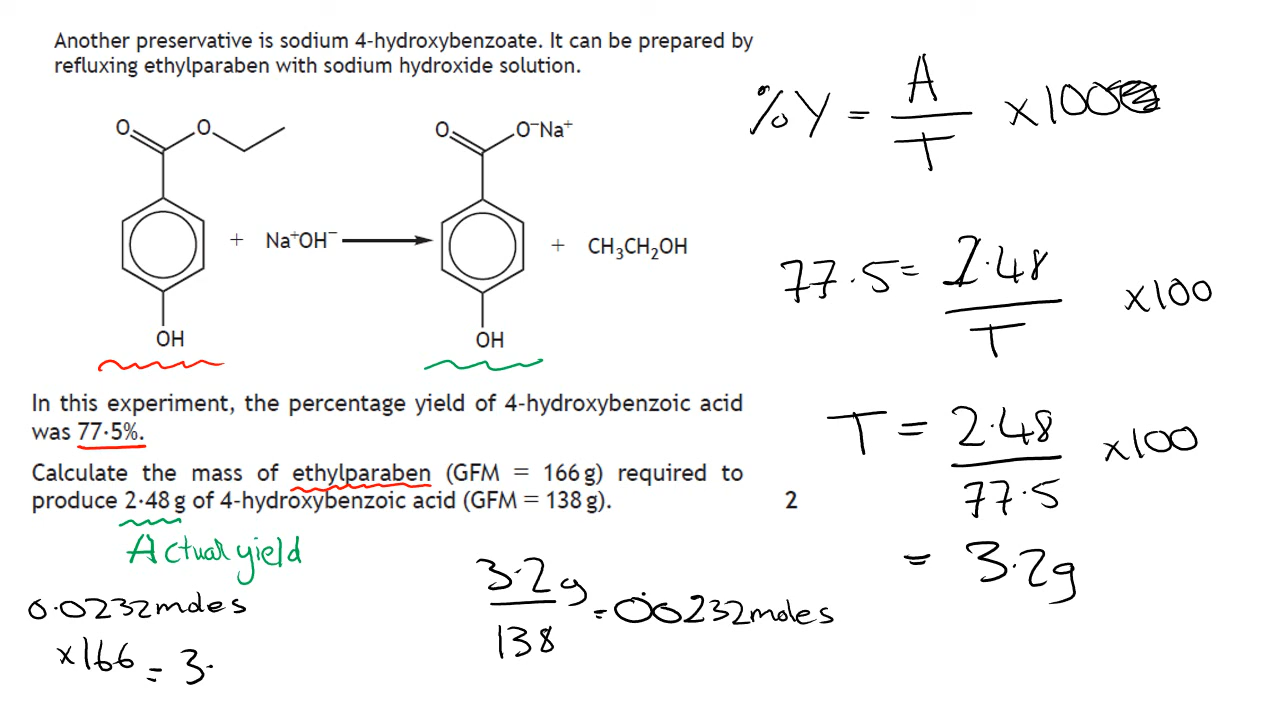 Another preservative is sodium 4-hydroxybenzoate. It can be prepared by
refluxing ethylparaben with sodium hydroxide solution.
O
O
O
O⁻Na⁺
+
Na⁺OH⁻
+
CH₃CH₂OH
OH
OH
In this experiment, the percentage yield of 4-hydroxybenzoic acid
was 77·5%.
Calculate the mass of ethylparaben (GFM = 166 g) required to
produce 2·48 g of 4-hydroxybenzoic acid (GFM = 138 g).
2
Actual yield
0.0232 moles
x166 = 3.
3.2g
138
= 0.0232 moles
%Y = A
T
x100
77.5 = 2.48
T
x100
T = 2.48
77.5
x100
= 3.2g